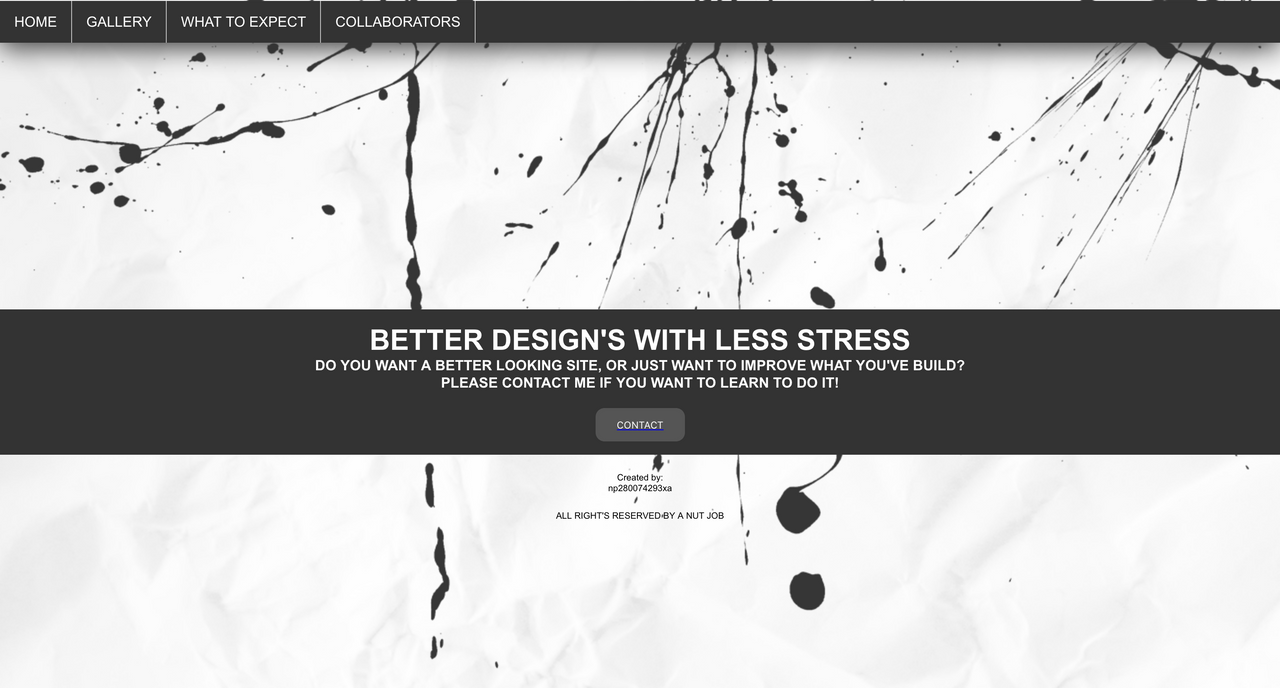 HOME GALLERY WHAT TO EXPECT COLLABORATORS
BETTER DESIGN'S WITH LESS STRESS
DO YOU WANT A BETTER LOOKING SITE, OR JUST WANT TO IMPROVE WHAT YOU'VE BUILD?
PLEASE CONTACT ME IF YOU WANT TO LEARN TO DO IT!
CONTACT
Created by:
np280074293xa
ALL RIGHT'S RESERVED BY A NUT JOB